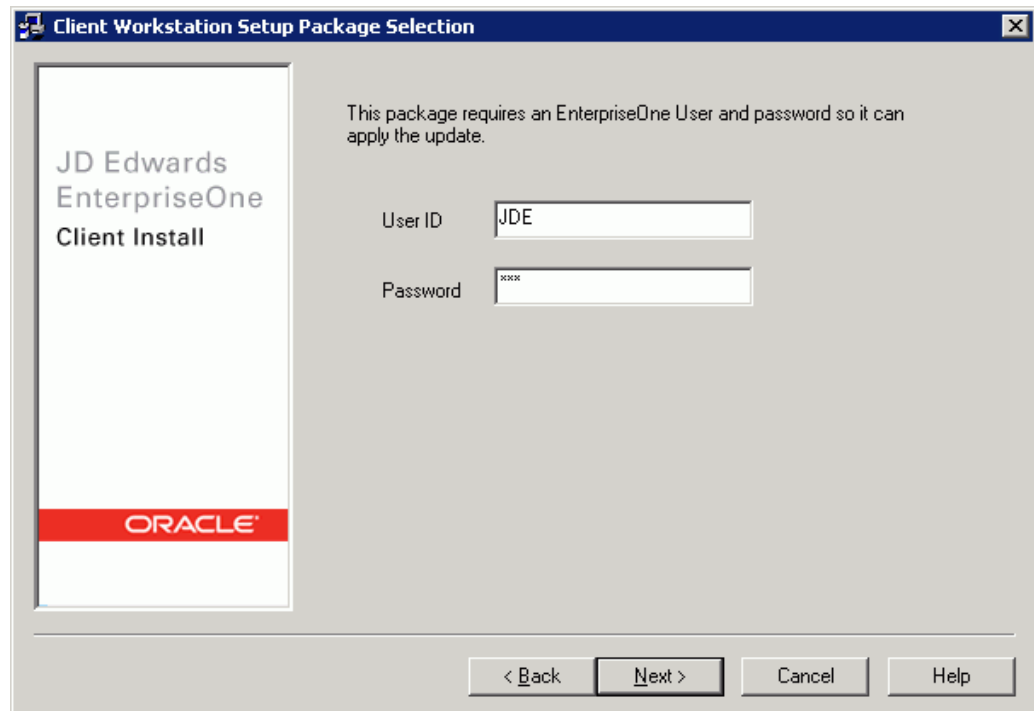 Client Workstation Setup Package Selection
JD Edwards
EnterpriseOne
Client Install
ORACLE
This package requires an EnterpriseOne User and password so it can
apply the update.
User ID
JDE
Password
***
< Back
Next >
Cancel
Help